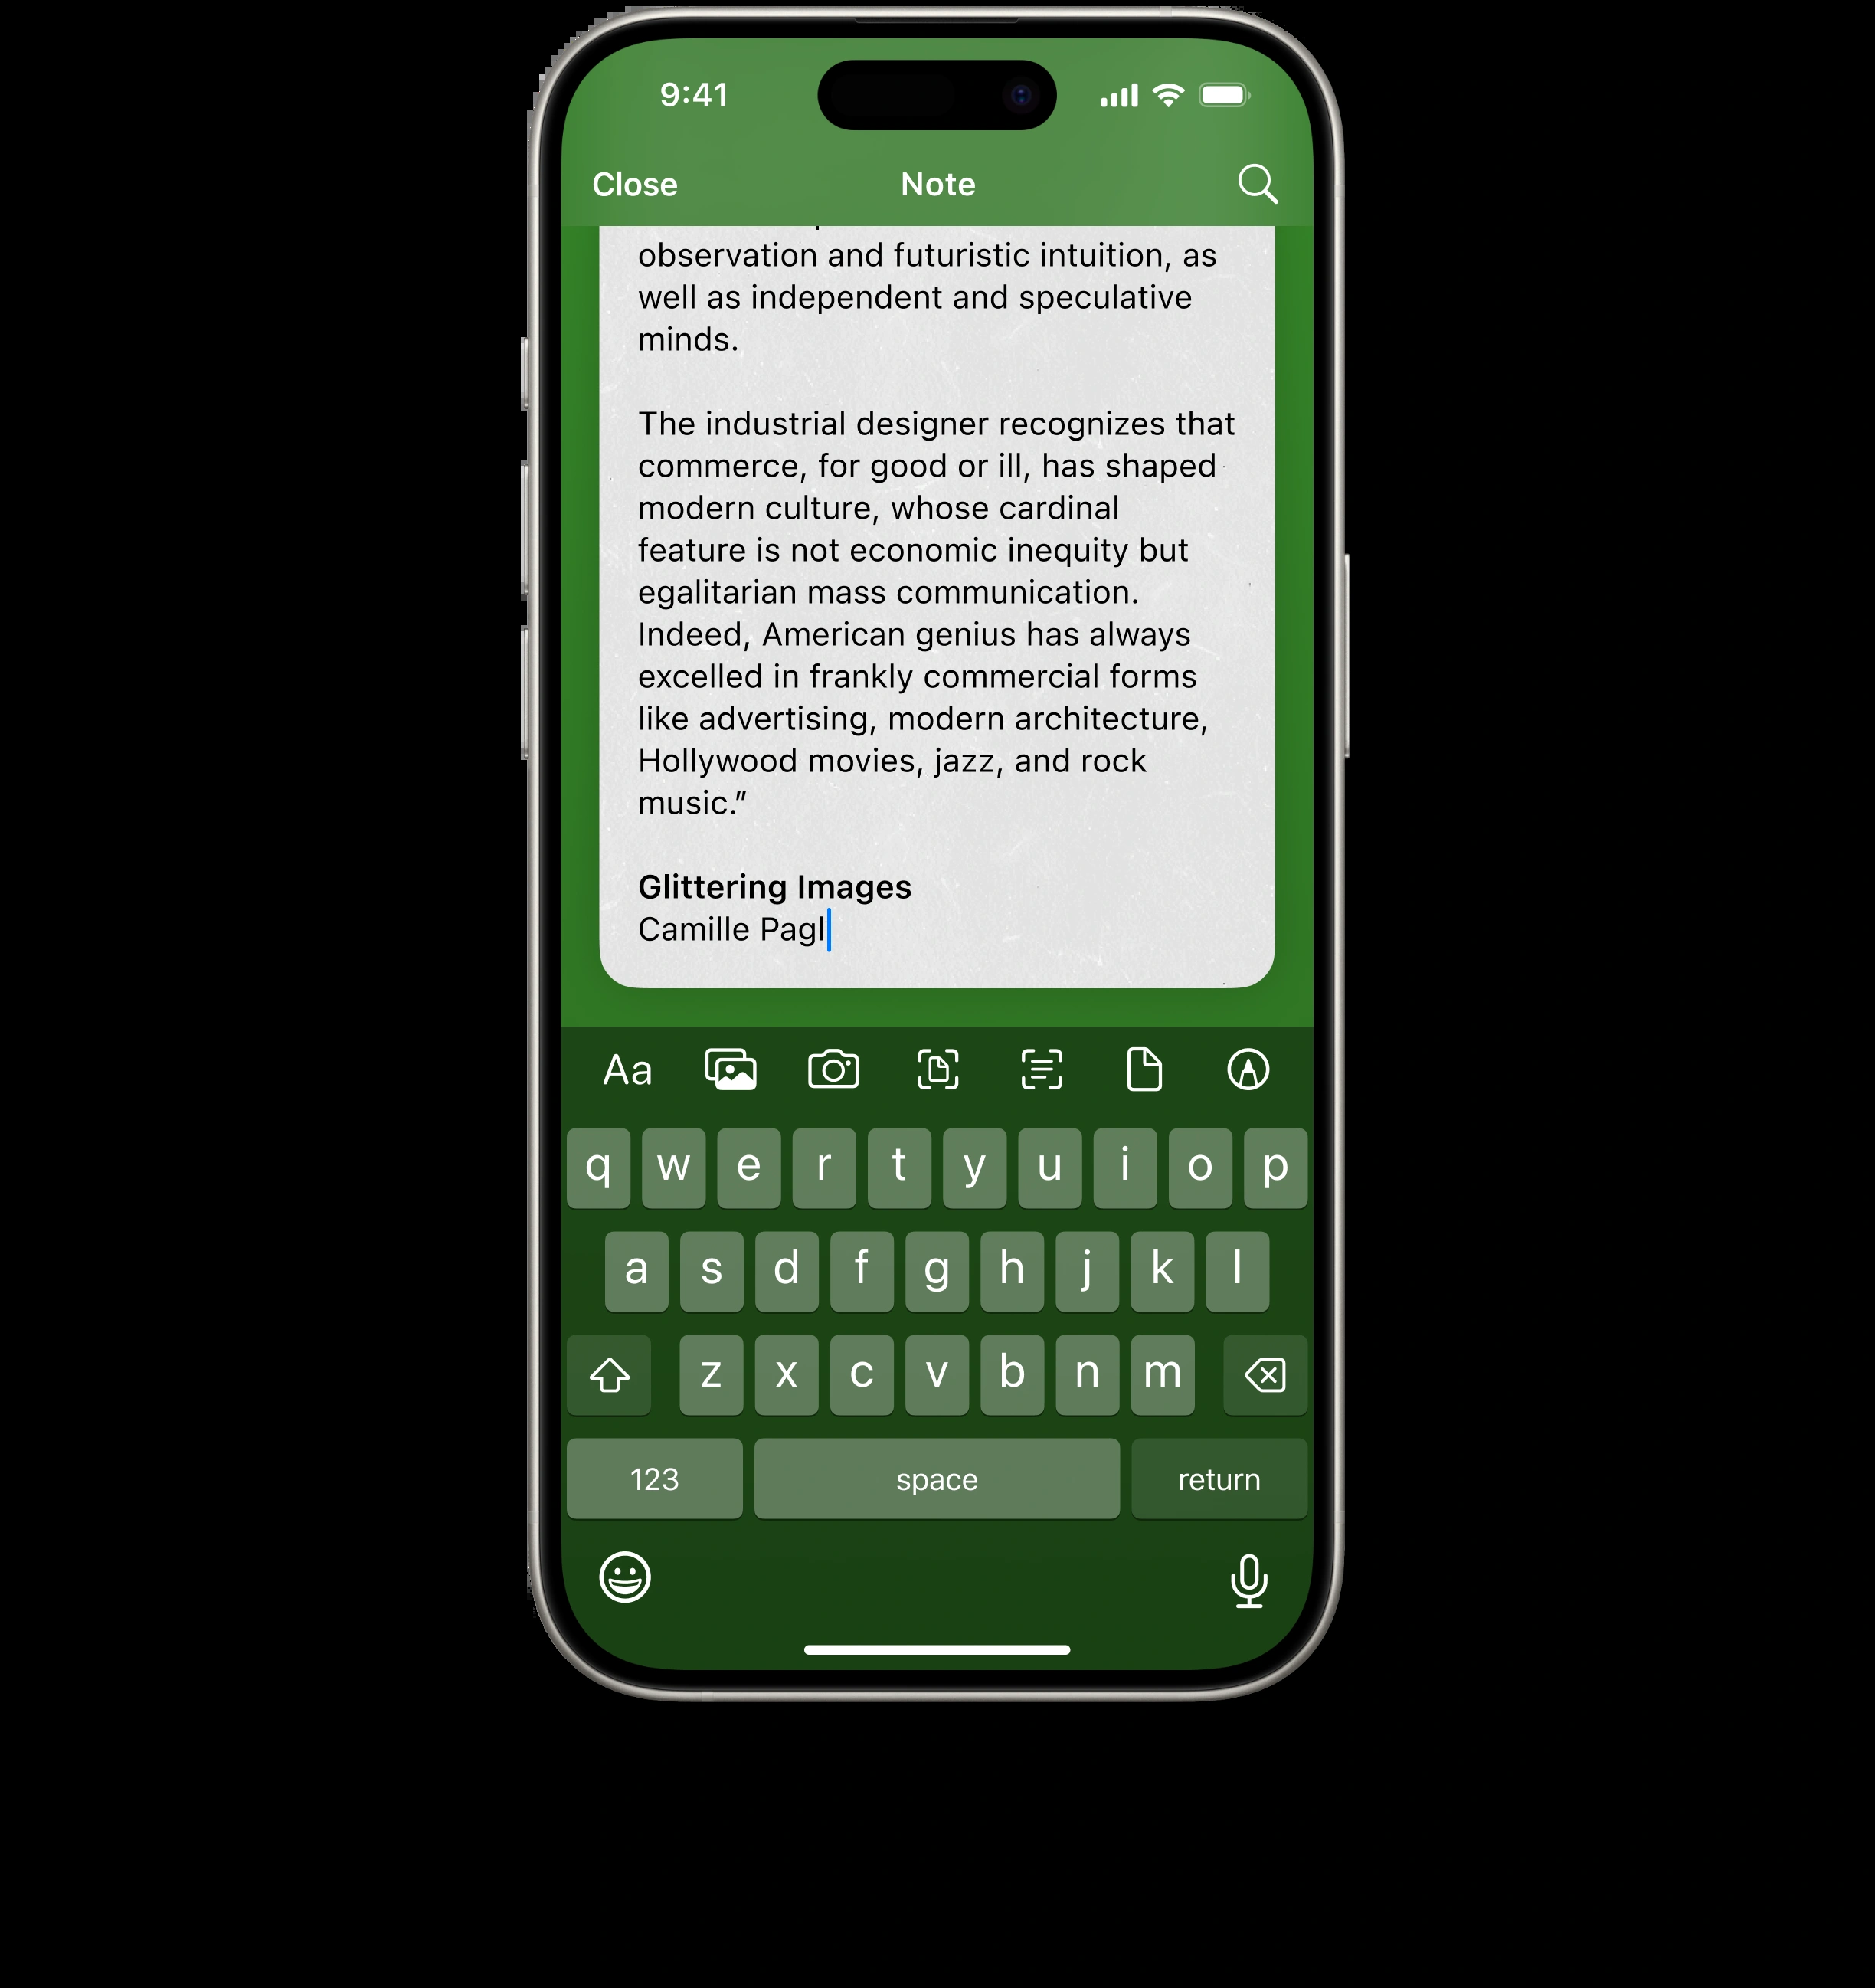 9:41
Close Note
observation and futuristic intuition, as
well as independent and speculative
minds.
The industrial designer recognizes that
commerce, for good or ill, has shaped
modern culture, whose cardinal
feature is not economic inequity but
egalitarian mass communication.
Indeed, American genius has always
excelled in frankly commercial forms
like advertising, modern architecture,
Hollywood movies, jazz, and rock
music.”
Glittering Images
Camille Pagl
Aa
q w e r t y u i o p
a s d f g h j k l
z x c v b n m
123 space return